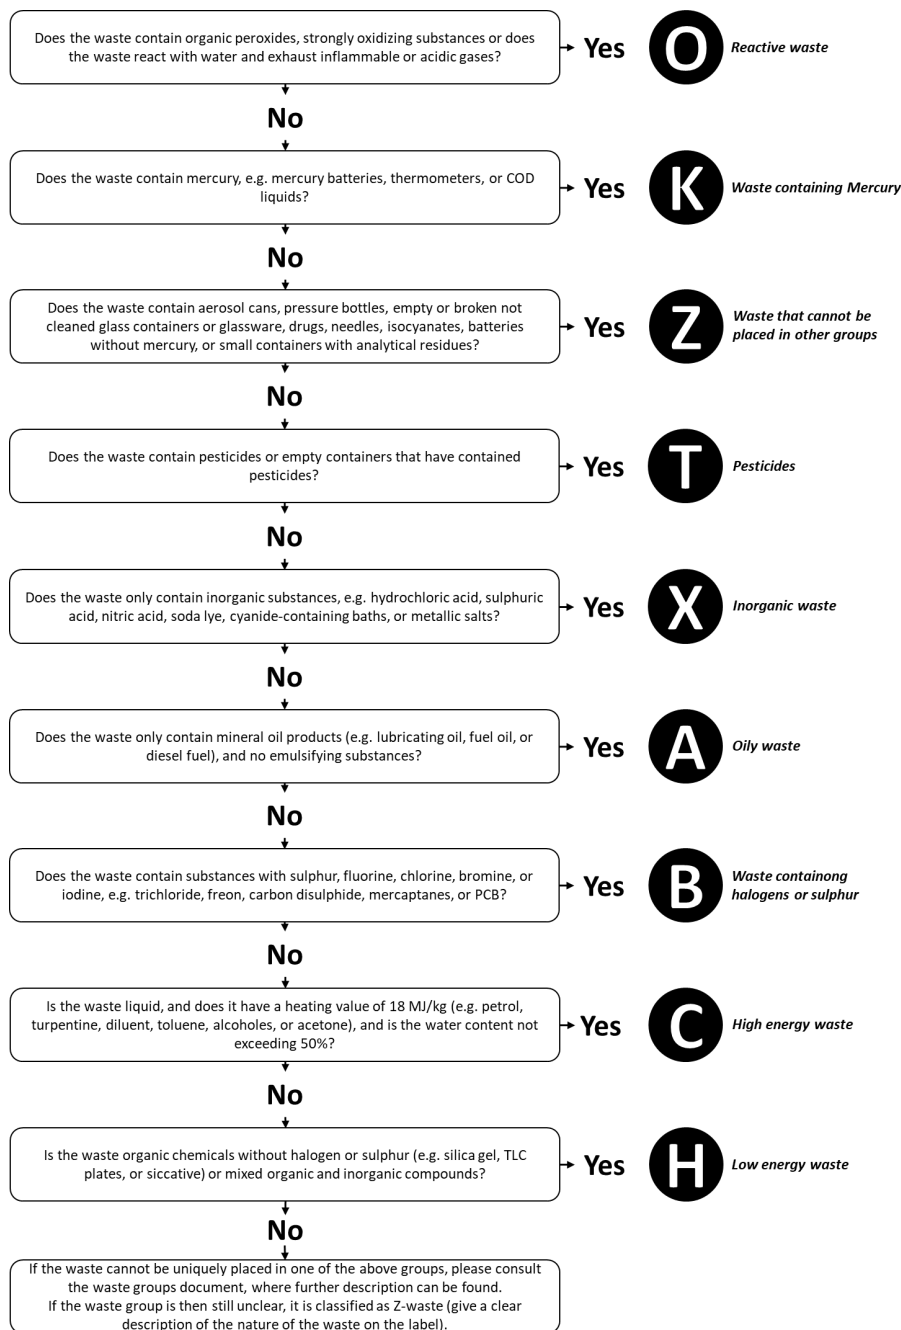 Does the waste contain organic peroxides, strongly oxidizing substances or does
the waste react with water and exhaust inflammable or acidic gases?
Yes
O
Reactive waste
No
Does the waste contain mercury, e.g. mercury batteries, thermometers, or COD
liquids?
Yes
K
Waste containing Mercury
No
Does the waste contain aerosol cans, pressure bottles, empty or broken not
cleaned glass containers or glassware, drugs, needles, isocyanates, batteries
without mercury, or small containers with analytical residues?
Yes
Z
Waste that cannot be
placed in other groups
No
Does the waste contain pesticides or empty containers that have contained
pesticides?
Yes
T
Pesticides
No
Does the waste only contain inorganic substances, e.g. hydrochloric acid, sulphuric
acid, nitric acid, soda lye, cyanide-containing baths, or metallic salts?
Yes
X
Inorganic waste
No
Does the waste only contain mineral oil products (e.g. lubricating oil, fuel oil, or
diesel fuel), and no emulsifying substances?
Yes
A
Oily waste
No
Does the waste contain substances with sulphur, fluorine, chlorine, bromine, or
iodine, e.g. trichloride, freon, carbon disulphide, mercaptanes, or PCB?
Yes
B
Waste containong
halogens or sulphur
No
Is the waste liquid, and does it have a heating value of 18 MJ/kg (e.g. petrol,
turpentine, diluent, toluene, alcoholes, or acetone), and is the water content not
exceeding 50%?
Yes
C
High energy waste
No
Is the waste organic chemicals without halogen or sulphur (e.g. silica gel, TLC
plates, or siccative) or mixed organic and inorganic compounds?
Yes
H
Low energy waste
No
If the waste cannot be uniquely placed in one of the above groups, please consult
the waste groups document, where further description can be found.
If the waste group is then still unclear, it is classified as Z-waste (give a clear
description of the nature of the waste on the label).